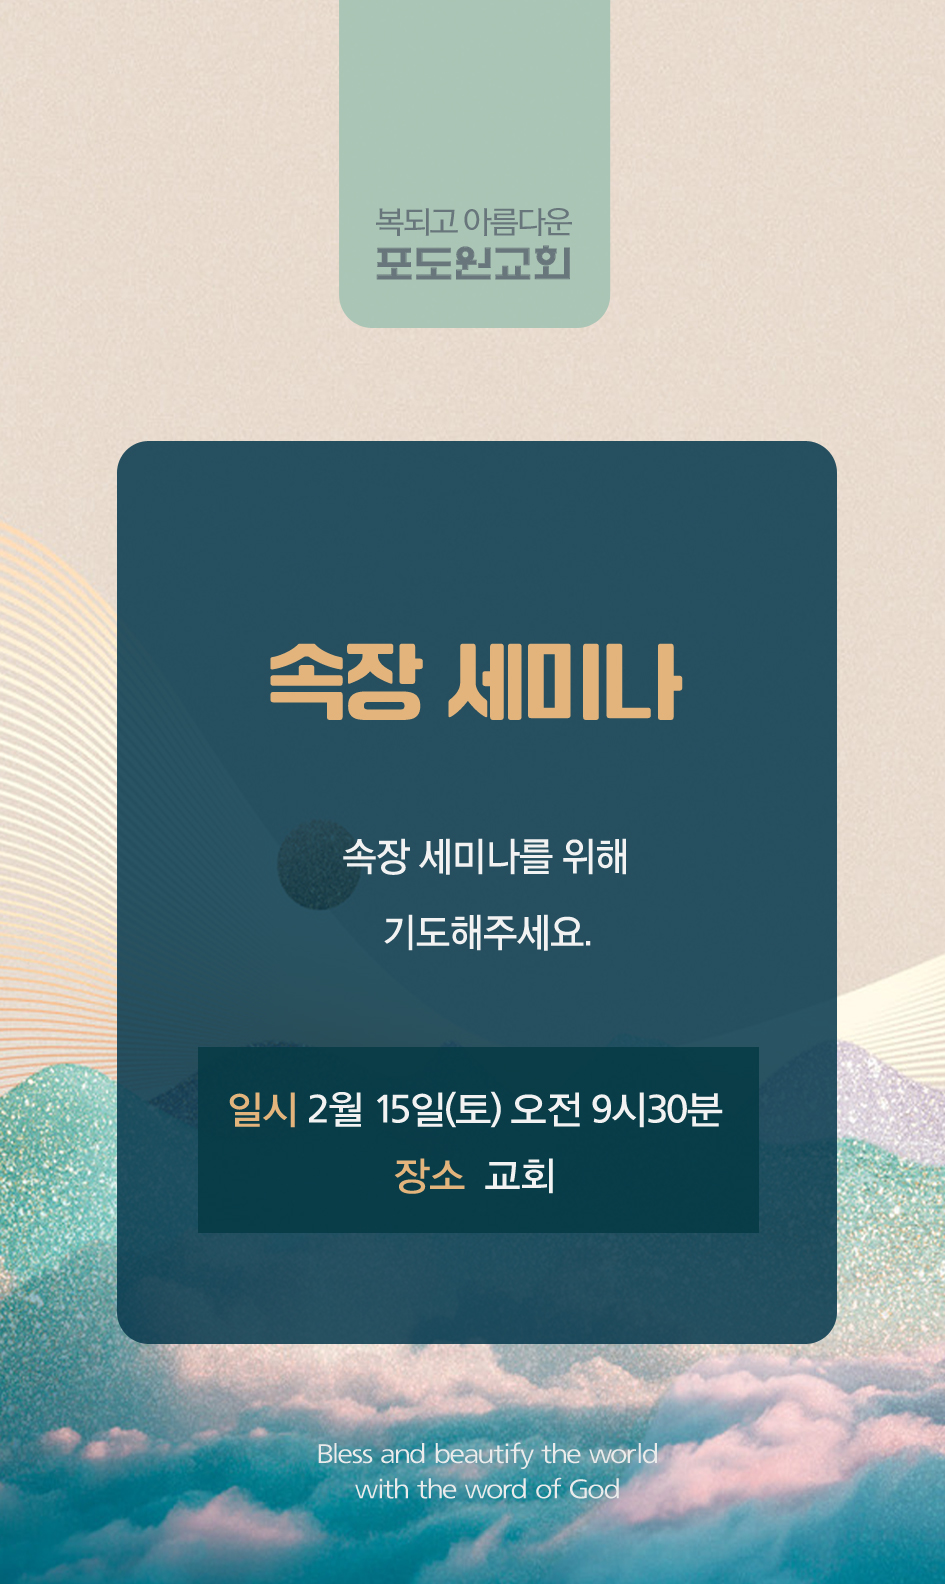 복되고 아름다운
포도원교회
속장 세미나
속장 세미나를 위해
기도해주세요.
일시 2월 15일(토) 오전 9시30분
장소 교회
Bless and beautify the world
with the word of God